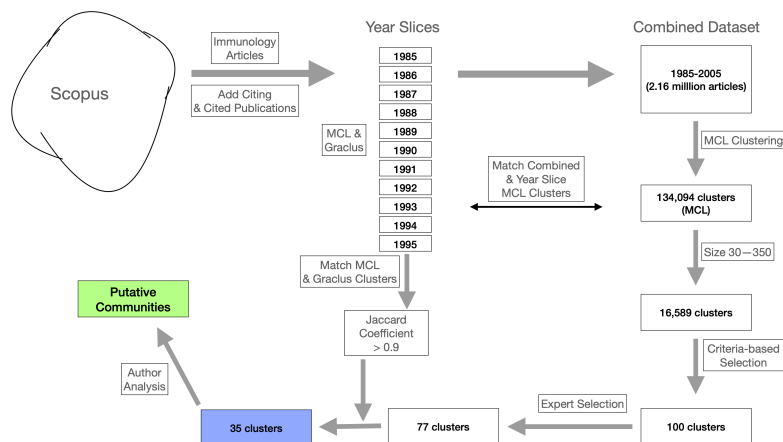 Year Slices
Combined Dataset
Scopus
Immunology
Articles
Add Citing
& Cited Publications
1985
1986
1987
1988
1989
1990
1991
1992
1993
1994
1995
MCL &
Graclus
1985-2005
(2.16 milllion articles)
MCL Clustering
Match Combined
& Year Slice
MCL Clusters
134,094 clusters
(MCL)
Size 30—350
16,589 clusters
Criteria-based
Selection
100 clusters
Expert Selection
77 clusters
Match MCL
& Graclus Clusters
Jaccard
Coefficient
> 0.9
35 clusters
Author
Analysis
Putative
Communities